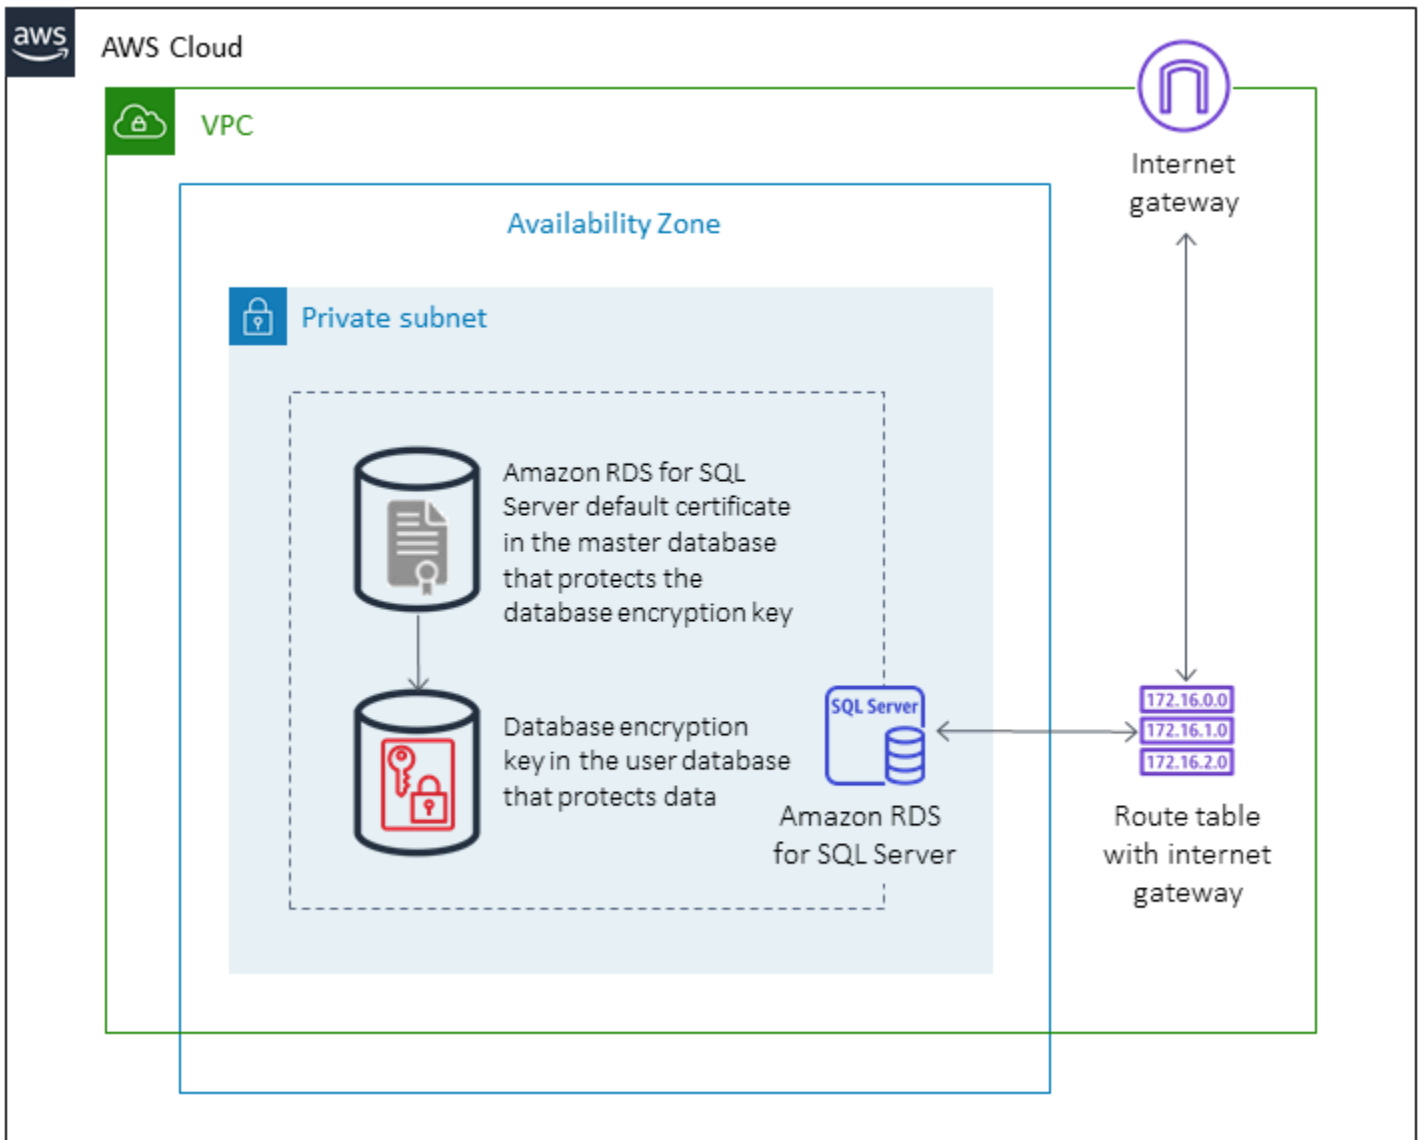 aws
AWS Cloud
VPC
Internet
gateway
Availability Zone
Private subnet
Amazon RDS for SQL
Server default certificate
in the master database
that protects the
database encryption key
Database encryption
key in the user database
that protects data
SQL Server
Amazon RDS
for SQL Server
172.16.0.0
172.16.1.0
172.16.2.0
Route table
with internet
gateway